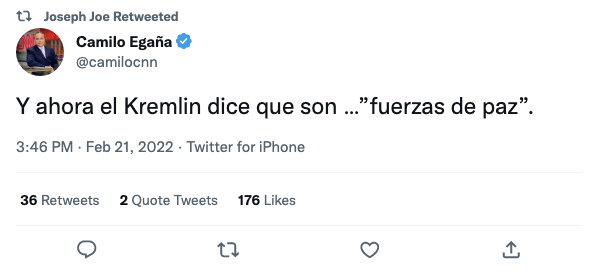 Joseph Joe Retweeted
Camilo Egaña
@camilocnn
Y ahora el Kremlin dice que son ...”fuerzas de paz”.
3:46 PM · Feb 21, 2022 · Twitter for iPhone
36 Retweets 2 Quote Tweets 176 Likes